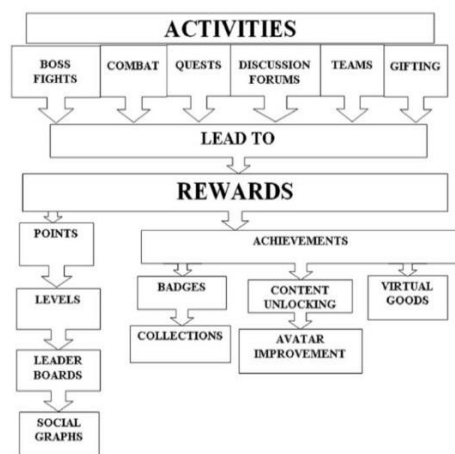 ACTIVITIES
BOSS
FIGHTS
COMBAT
QUESTS
DISCUSSION
FORUMS
TEAMS
GIFTING
LEAD TO
REWARDS
POINTS
LEVELS
LEADER
BOARDS
SOCIAL
GRAPHS
ACHIEVEMENTS
BADGES
COLLECTIONS
CONTENT
UNLOCKING
AVATAR
IMPROVEMENT
VIRTUAL
GOODS